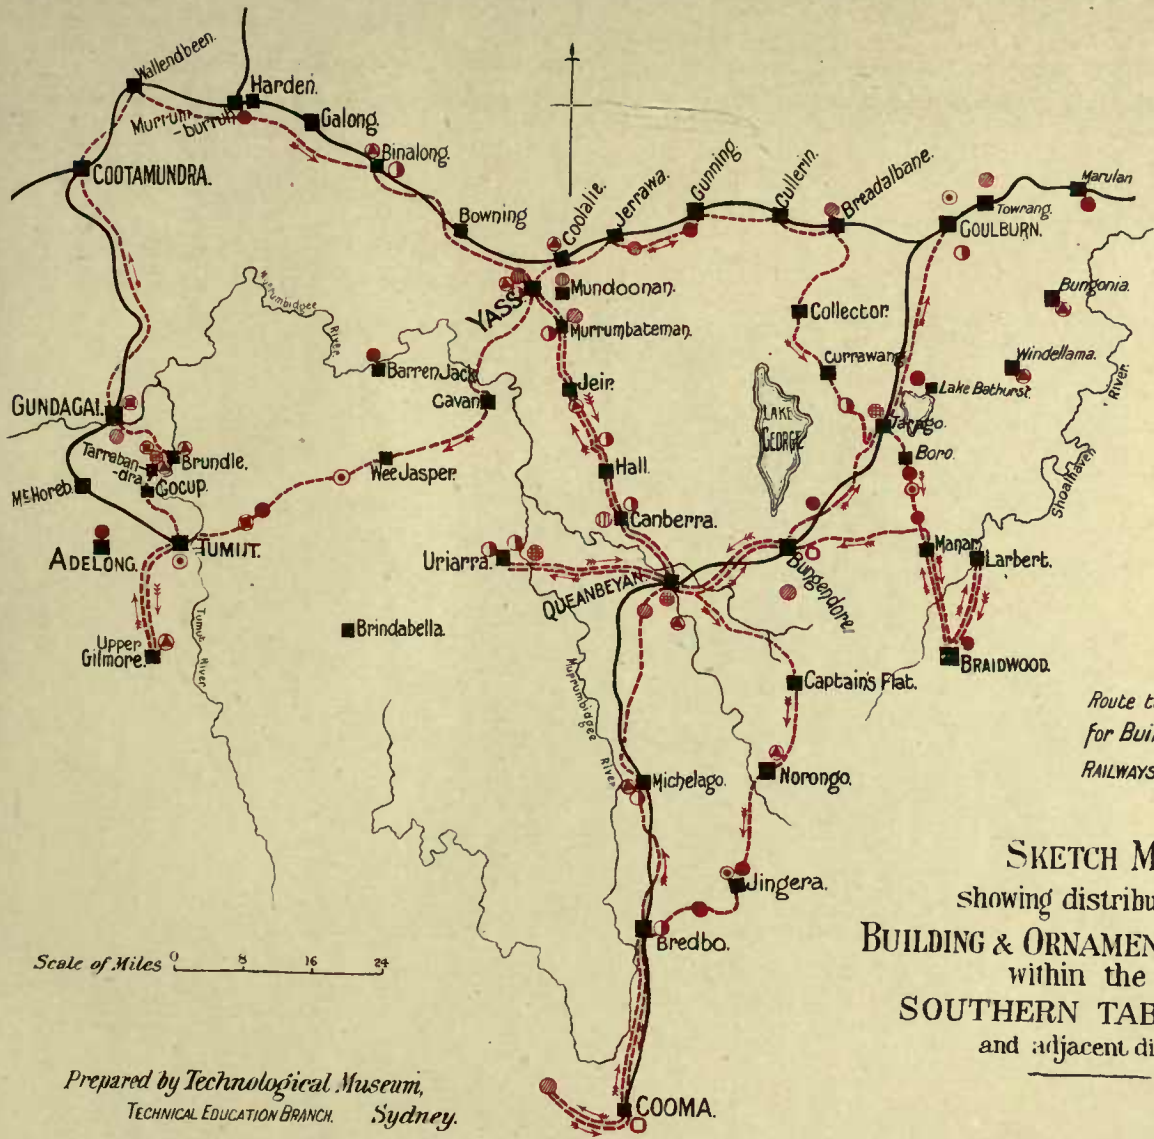 Wallendbeen.
Harden.
Murrum-
-burrah
Galong.
Binalong.
COOTAMUNDRA.
Bowning
Coolalie.
Jerrawa.
Gunning.
Cullerin.
Breadalbane.
Marulan
Towrang.
GOULBURN.
Murrumbidgee
River
YASS
Mundoonan.
Murrumbateman.
Collector.
Bungonia.
Barren Jack
Cavan
Jeir.
Currawang
Windellama.
Lake Bathurst.
River.
GUNDAGAI.
LAKE
GEORGE
Tarago.
Tarraban-
-dra
Brundle.
Wee Jasper.
Hall.
Boro.
Shoalhaven
Mt Horeb.
Gocup.
Canberra.
ADELONG.
TUMUT.
Uriarra.
QUEANBEYAN
Bungendore
Manar.
Larbert.
Brindabella.
Upper
Gilmore.
Tumut
River
BRAIDWOOD.
Murrumbidgee
River
Captain's Flat.
Route t
for Buil
RAILWAYS
Michelago.
Norongo.
Jingera.
SKETCH M
showing distribu
Bredbo.
BUILDING & ORNAMEN
within the
SOUTHERN TAB
and adjacent di
Scale of Miles 0 8 16 24
Prepared by Technological Museum,
TECHNICAL EDUCATION BRANCH. Sydney.
COOMA.